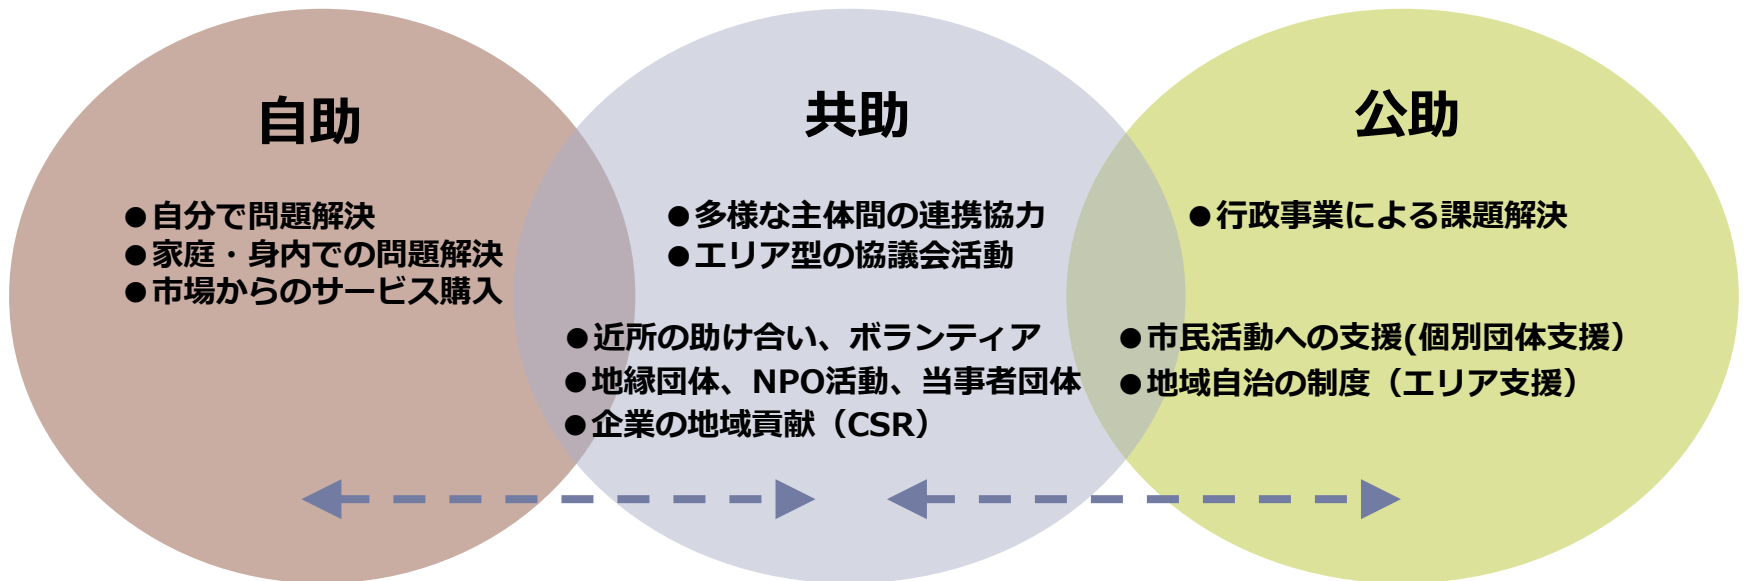 自助
●自分で問題解決
●家庭・身内での問題解決
●市場からのサービス購入
共助
●多様な主体間の連携協力
●エリア型の協議会活動
●近所の助け合い、ボランティア
●地縁団体、NPO活動、当事者団体
●企業の地域貢献（CSR）
公助
●行政事業による課題解決
●市民活動への支援(個別団体支援）
●地域自治の制度（エリア支援）